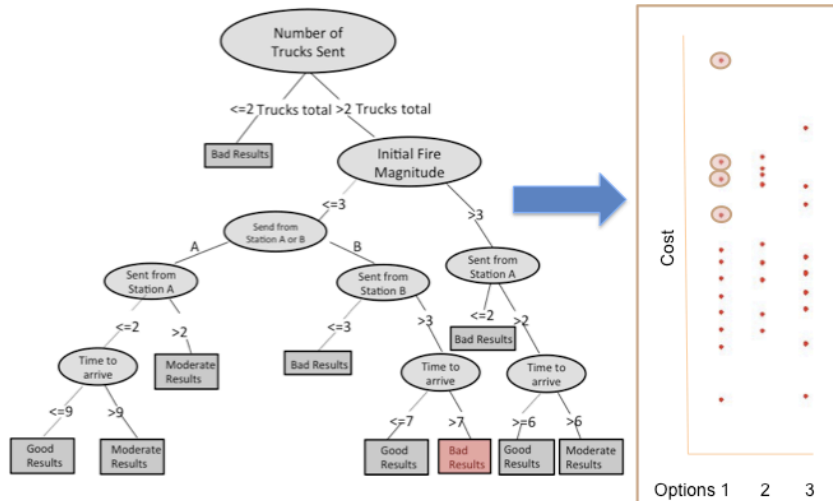 Number of
Trucks Sent
<=2 Trucks total
>2 Trucks total
Bad Results
Initial Fire
Magnitude
<=3
>3
Send from
Station A or B
A
B
Sent from
Station A
Sent from
Station B
Sent from
Station A
<=2
>2
<=3
>3
<=2
>2
Bad Results
Time to
arrive
Moderate
Results
Bad Results
Time to
arrive
Time to
arrive
<=9
>9
<=7
>7
>=6
>6
Good
Results
Moderate
Results
Good
Results
Bad
Results
Good
Results
Moderate
Results
Cost
Options 1 2 3